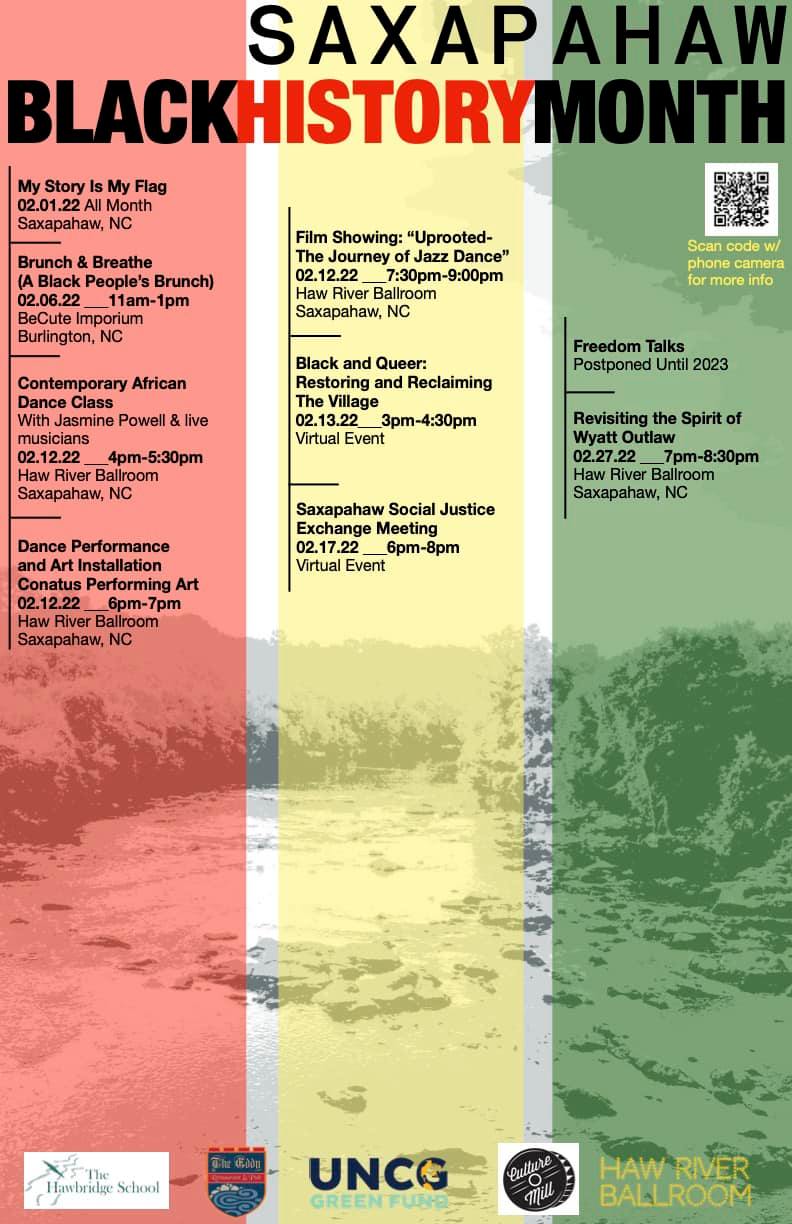 SAXAPAHAW
BLACKHISTORYMONTH
My Story Is My Flag
02.01.22 All Month
Saxapahaw, NC
Brunch & Breathe
(A Black People's Brunch)
02.06.22 ___11am-1pm
BeCute Imporium
Burlington, NC
Contemporary African
Dance Class
With Jasmine Powell & live
musicians
02.12.22 ___4pm-5:30pm
Haw River Ballroom
Saxapahaw, NC
Dance Performance
and Art Installation
Conatus Performing Art
02.12.22 ___6pm-7pm
Haw River Ballroom
Saxapahaw, NC
Film Showing: “Uprooted-
The Journey of Jazz Dance”
02.12.22 ___7:30pm-9:00pm
Haw River Ballroom
Saxapahaw, NC
Black and Queer:
Restoring and Reclaiming
The Village
02.13.22___3pm-4:30pm
Virtual Event
Saxapahaw Social Justice
Exchange Meeting
02.17.22 ___6pm-8pm
Virtual Event
Scan code w/
phone camera
for more info
Freedom Talks
Postponed Until 2023
Revisiting the Spirit of
Wyatt Outlaw
02.27.22 ___7pm-8:30pm
Haw River Ballroom
Saxapahaw, NC
The
Hawbridge School
The Eddy
Restaurant & Pub
UNCG
GREEN FUND
Culture
Mill
HAW RIVER
BALLROOM